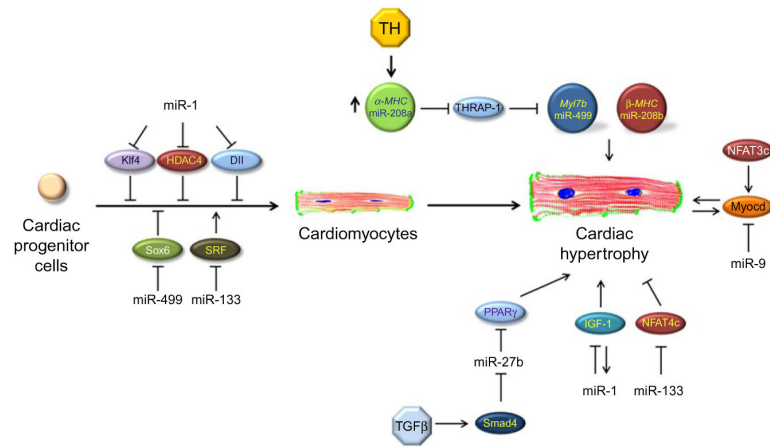 TH
α-MHC
miR-208a
THRAP-1
Myl7b
miR-499
β-MHC
miR-208b
miR-1
Klf4
HDAC4
Dll
NFAT3c
Myocd
miR-9
Cardiac
progenitor
cells
Cardiomyocytes
Cardiac
hypertrophy
Sox6
SRF
miR-499
miR-133
PPARγ
IGF-1
NFAT4c
miR-27b
miR-1
miR-133
TGFβ
Smad4